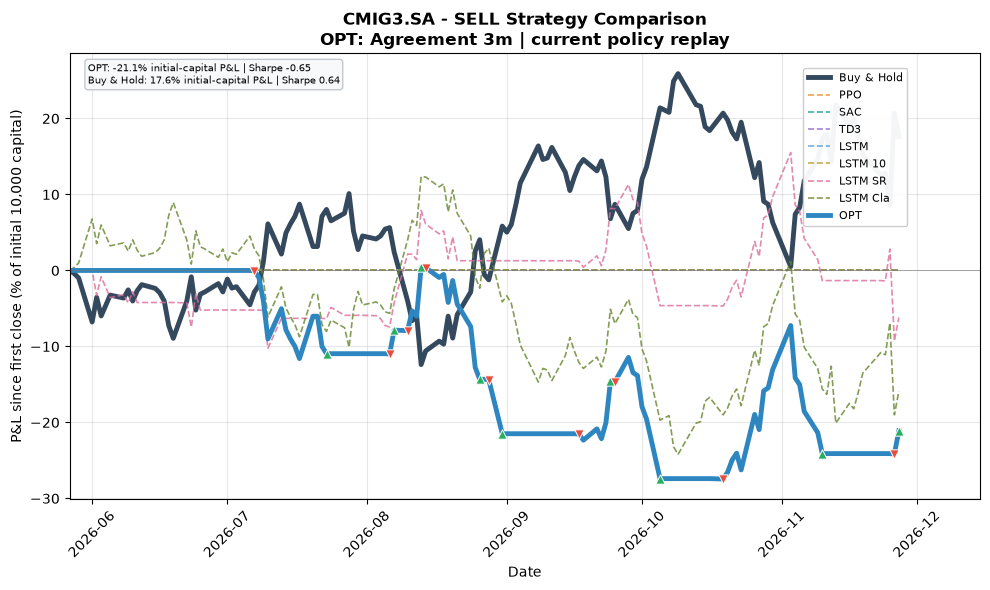 CMIG3.SA - SELL Strategy Comparison
OPT: Agreement 3m | current policy replay
OPT: -21.1% initial-capital P&L | Sharpe -0.65
Buy & Hold: 17.6% initial-capital P&L | Sharpe 0.64
Buy & Hold
PPO
SAC
TD3
LSTM
LSTM 10
LSTM SR
LSTM Cla
OPT
P&L since first close (% of initial 10,000 capital)
20
10
0
−10
−20
−30
2026-06
2026-07
2026-08
2026-09
2026-10
2026-11
2026-12
Date